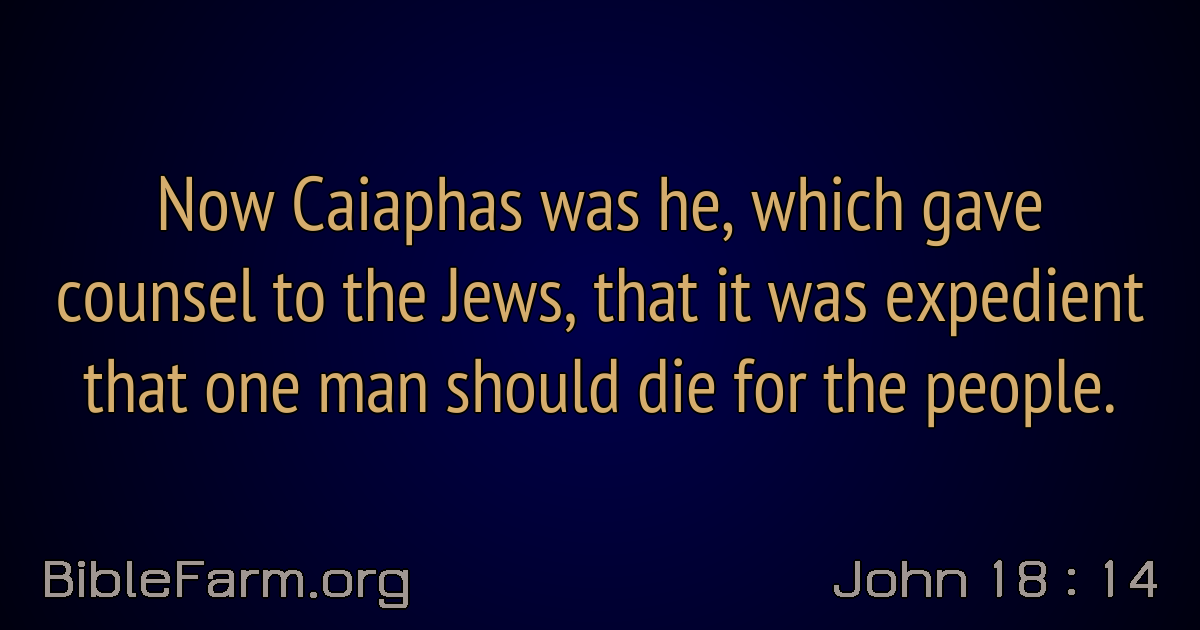 Now Caiaphas was he, which gave
counsel to the Jews, that it was expedient
that one man should die for the people.
BibleFarm.org
John 18 : 14